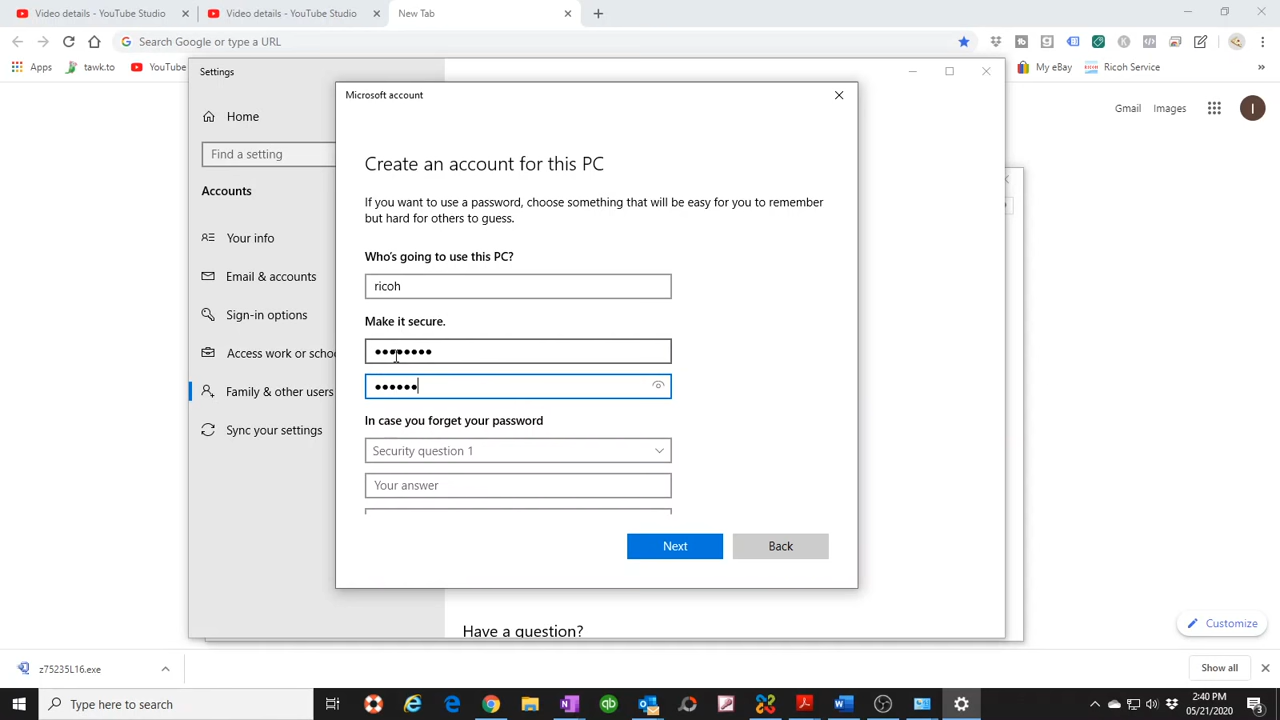 Video details - YouTube Studio
Video details - YouTube Studio
New Tab
Search Google or type a URL
Apps
tawk.to
YouTube
My eBay
Ricoh Service
Gmail
Images
I
Settings
Home
Find a setting
Accounts
Your info
Email & accounts
Sign-in options
Access work or schoo
Family & other users
Sync your settings
Microsoft account
Create an account for this PC
If you want to use a password, choose something that will be easy for you to remember
but hard for others to guess.
Who's going to use this PC?
ricoh
Make it secure.
In case you forget your password
Security question 1
Your answer
Next
Back
Have a question?
Customize
z75235L16.exe
Show all
Type here to search
2:40 PM
05/21/2020